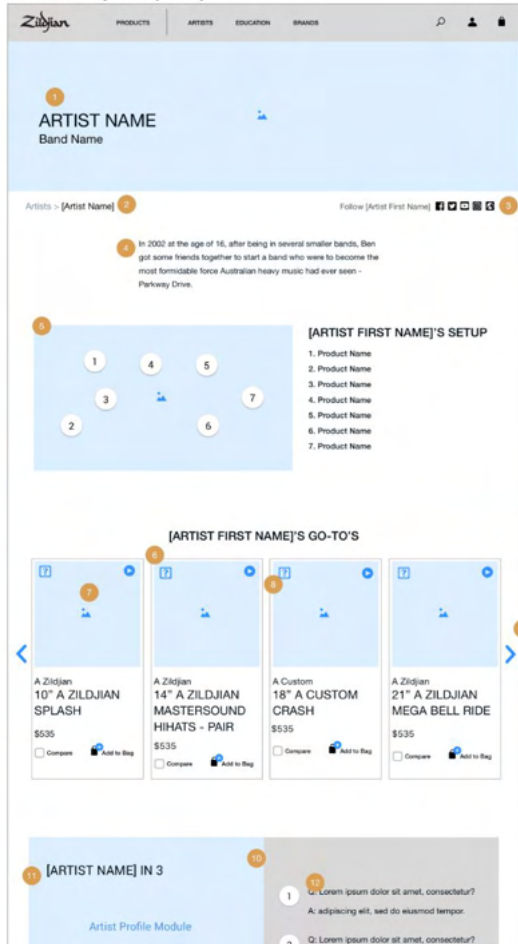 Zildjian
PRODUCTS
ARTISTS
EDUCATION
BRANDS
1
ARTIST NAME
Band Name
Artists > [Artist Name]
2
Follow [Artist First Name]
3
4
In 2002 at the age of 16, after being in several smaller bands, Ben
got some friends together to start a band who were to become the
most formidable force Australian heavy music had ever seen -
Parkway Drive.
5
1
4
5
3
7
2
6
[ARTIST FIRST NAME]'S SETUP
1. Product Name
2. Product Name
3. Product Name
4. Product Name
5. Product Name
6. Product Name
7. Product Name
[ARTIST FIRST NAME]'S GO-TO'S
6
?
7
A Zildjian
10" A ZILDJIAN
SPLASH
$535
Compare
Add to Bag
?
A Zildjian
14" A ZILDJIAN
MASTERSOUND
HIHATS - PAIR
$535
Compare
Add to Bag
8
?
A Custom
18" A CUSTOM
CRASH
$535
Compare
Add to Bag
?
A Zildjian
21" A ZILDJIAN
MEGA BELL RIDE
$535
Compare
Add to Bag
11
[ARTIST NAME] IN 3
Artist Profile Module
10
12
1
Q: Lorem ipsum dolor sit amet, consectetur?
A: adipiscing elit, sed do eiusmod tempor.
Q: Lorem ipsum dolor sit amet, consectetur?